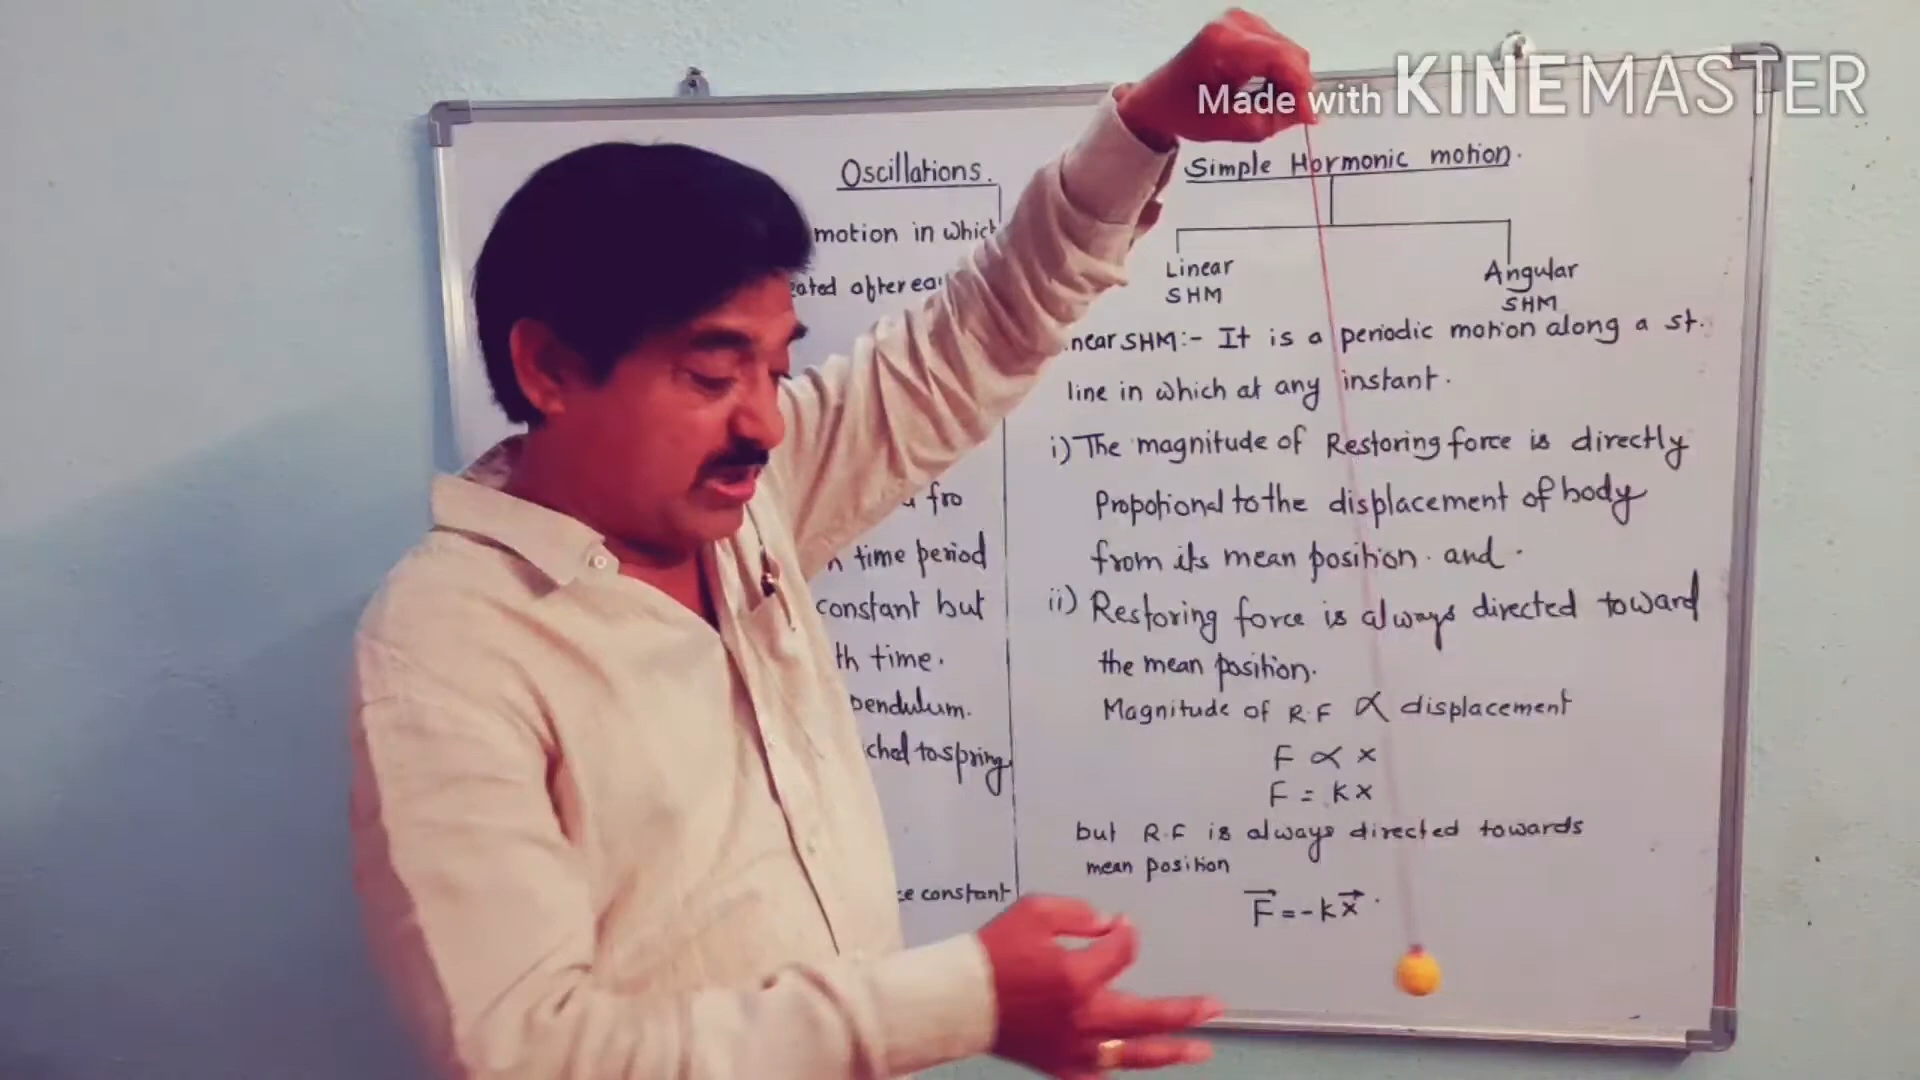 Made with KINEMASTER
Oscillations.
motion in which
ated after ea
fro
time period
constant but
th time.
pendulum.
ched to spring
ce constant
Simple Hormonic motion.
Linear
SHM
Angular
SHM
near SHM:- It is a periodic motion along a st.
line in which at any instant.
i) The magnitude of Restoring force is directly
Propotional to the displacement of body
from its mean position. and.
ii) Restoring force is always directed toward
the mean position.
Magnitude of R.F ∝ displacement
F ∝ x
F = kx
but R.F is always directed towards
mean position
F⃗ = -kx⃗.